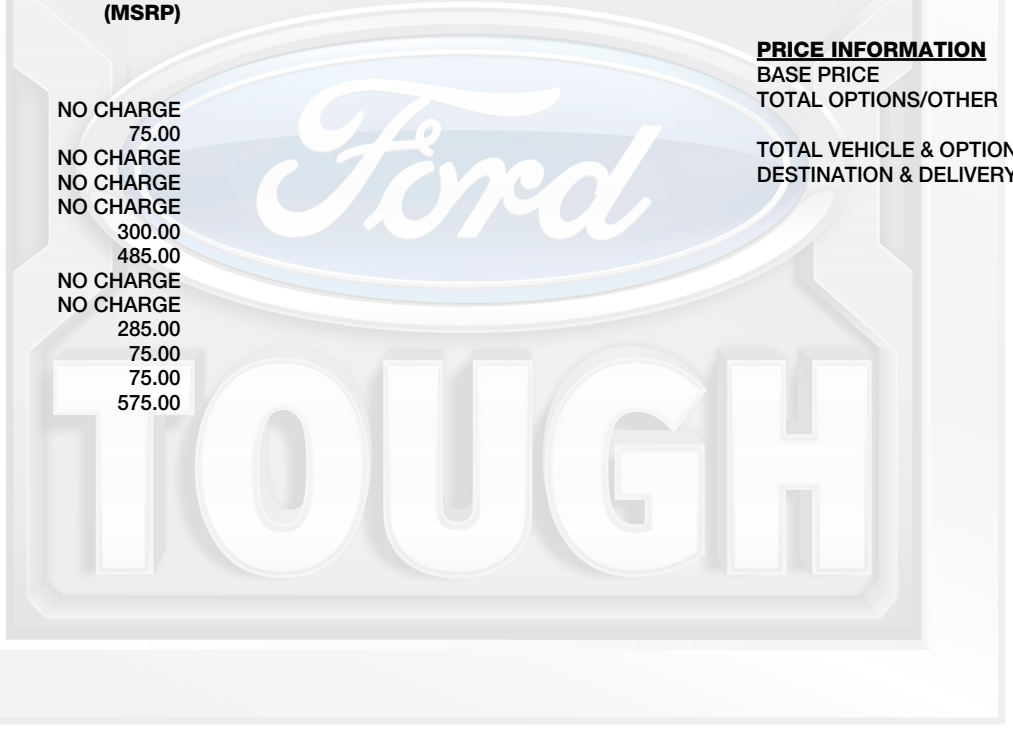 (MSRP)
NO CHARGE
75.00
NO CHARGE
NO CHARGE
NO CHARGE
300.00
485.00
NO CHARGE
NO CHARGE
285.00
75.00
75.00
575.00
PRICE INFORMATION
BASE PRICE
TOTAL OPTIONS/OTHER
TOTAL VEHICLE & OPTION
DESTINATION & DELIVERY
Ford
TOUGH